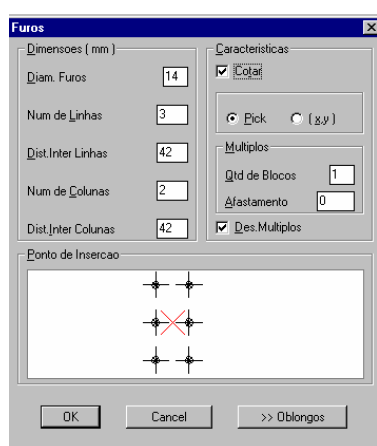 Furos
Dimensoes ( mm )
Diam. Furos 14
Num de Linhas 3
Dist.Inter Linhas 42
Num de Colunas 2
Dist.Inter Colunas 42
Caracteristicas
Cotar
Pick ( x,y )
Multiplos
Qtd de Blocos 1
Afastamento 0
Des.Multiplos
Ponto de Insercao
OK Cancel >> Oblongos